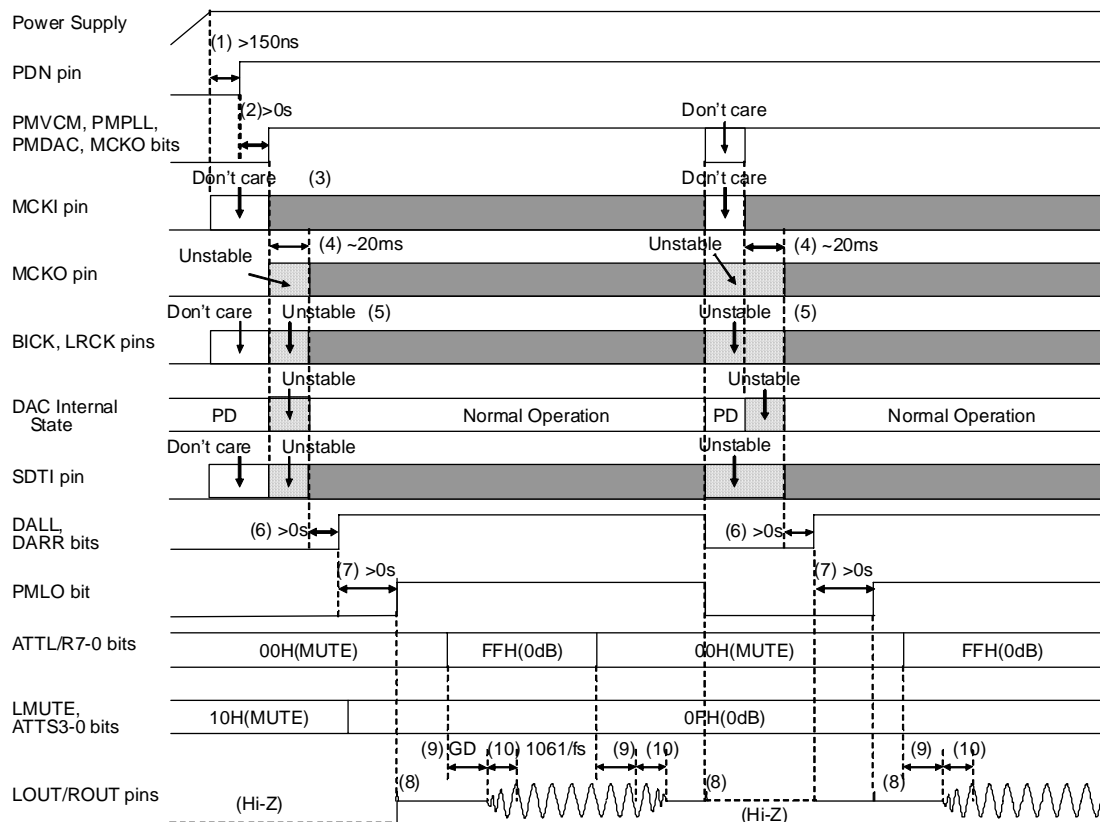 Power Supply
(1) >150ns
PDN pin
(2)>0s
Don't care
PMVCM, PMPLL,
PMDAC, MCKO bits
Don't care (3) Don't care
MCKI pin
(4) ~20ms Unstable (4) ~20ms
Unstable
MCKO pin
Don't care Unstable (5) Unstable (5)
BICK, LRCK pins
Unstable Unstable
DAC Internal
State
PD Normal Operation PD Normal Operation
Don't care Unstable Unstable
SDTI pin
DALL,
DARR bits
(6) >0s (6) >0s
(7) >0s (7) >0s
PMLO bit
ATTL/R7-0 bits
00H(MUTE) FFH(0dB) 00H(MUTE) FFH(0dB)
LMUTE,
ATTS3-0 bits
10H(MUTE) 0FH(0dB)
(9) GD (10) 1061/fs (9) (10) (9) (10)
(8) (8) (8)
LOUT/ROUT pins
(Hi-Z) (Hi-Z)